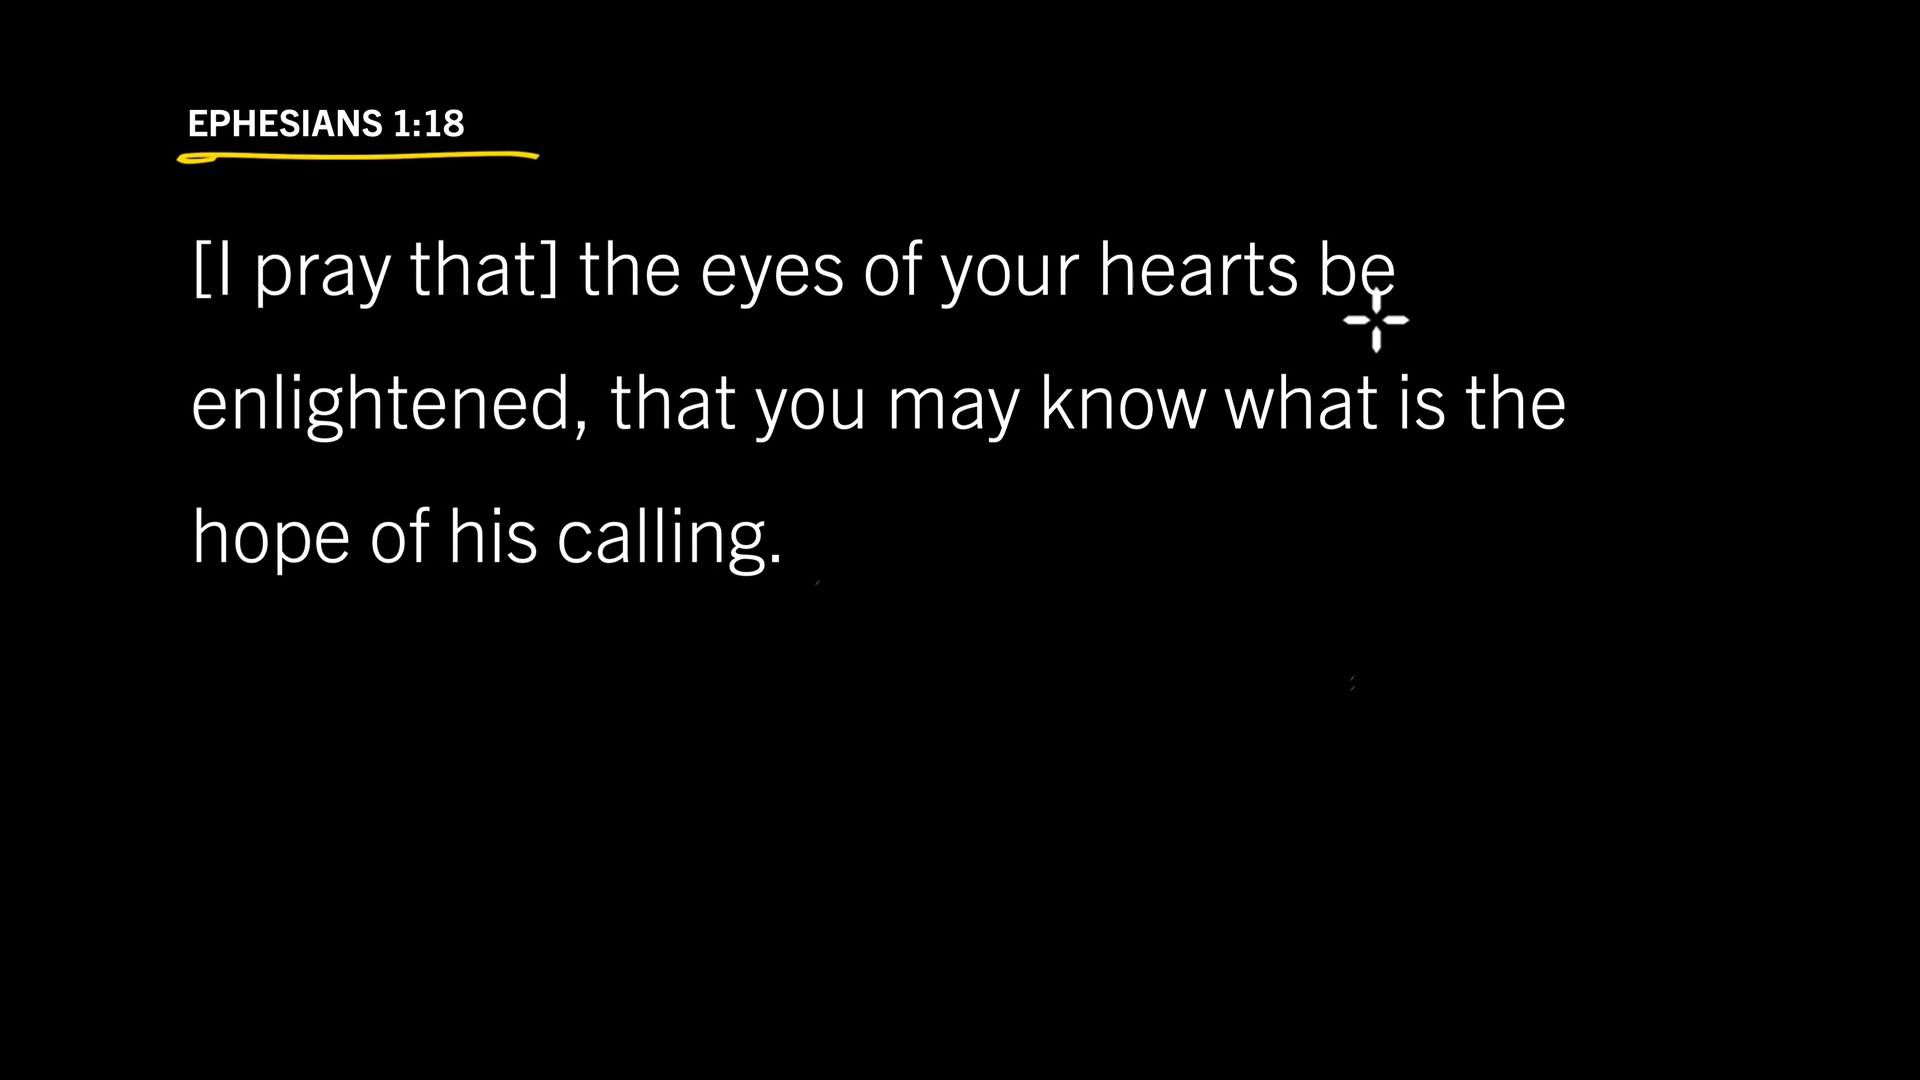 EPHESIANS 1:18
[I pray that] the eyes of your hearts be
enlightened, that you may know what is the
hope of his calling.